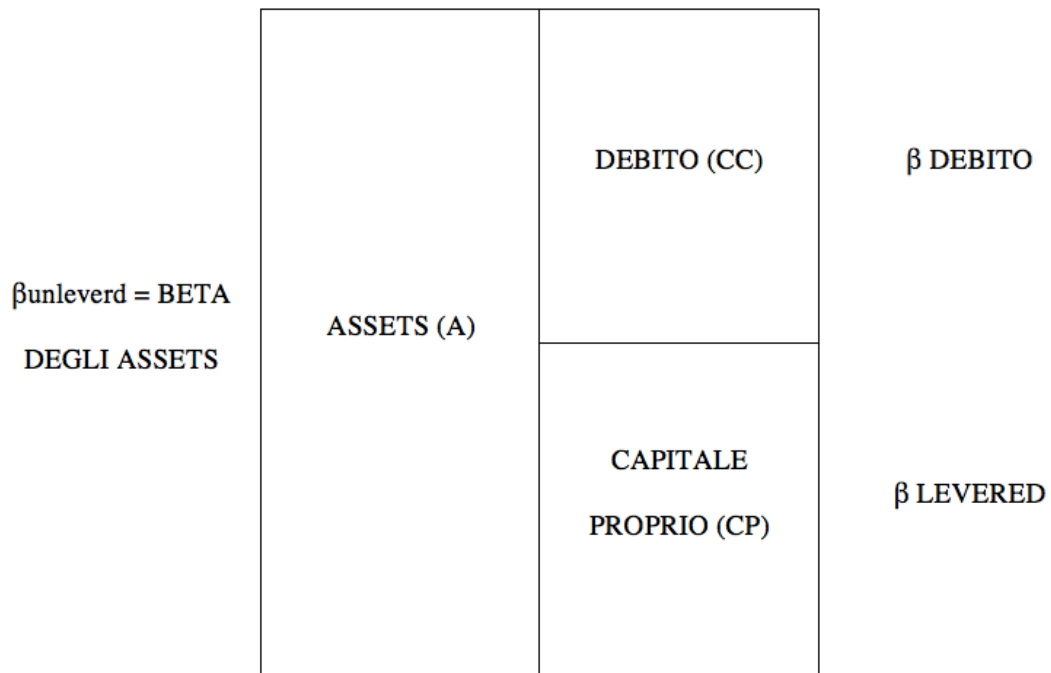 βunleverd = BETA
DEGLI ASSETS
ASSETS (A)
DEBITO (CC)
β DEBITO
CAPITALE
PROPRIO (CP)
β LEVERED